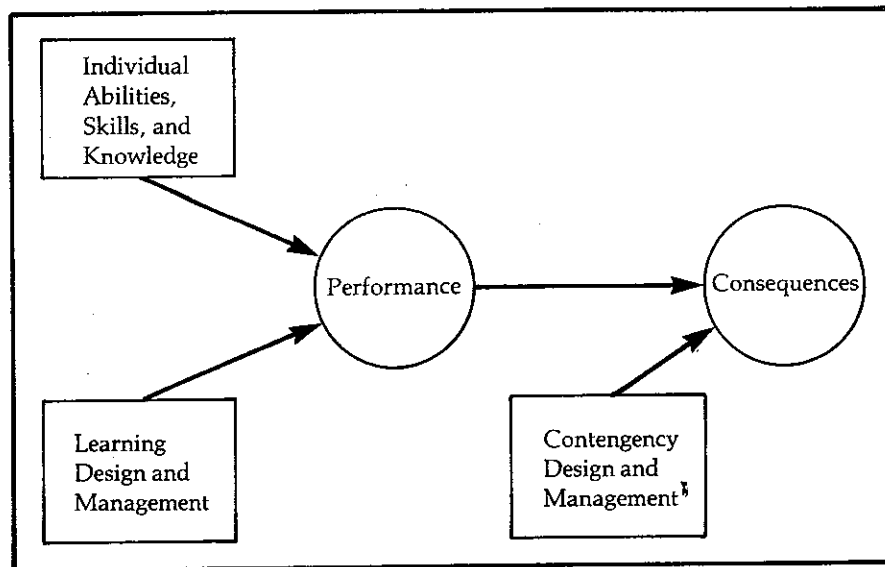 Individual
Abilities,
Skills, and
Knowledge
Performance
Consequences
Learning
Design and
Management
Contengency
Design and
Management